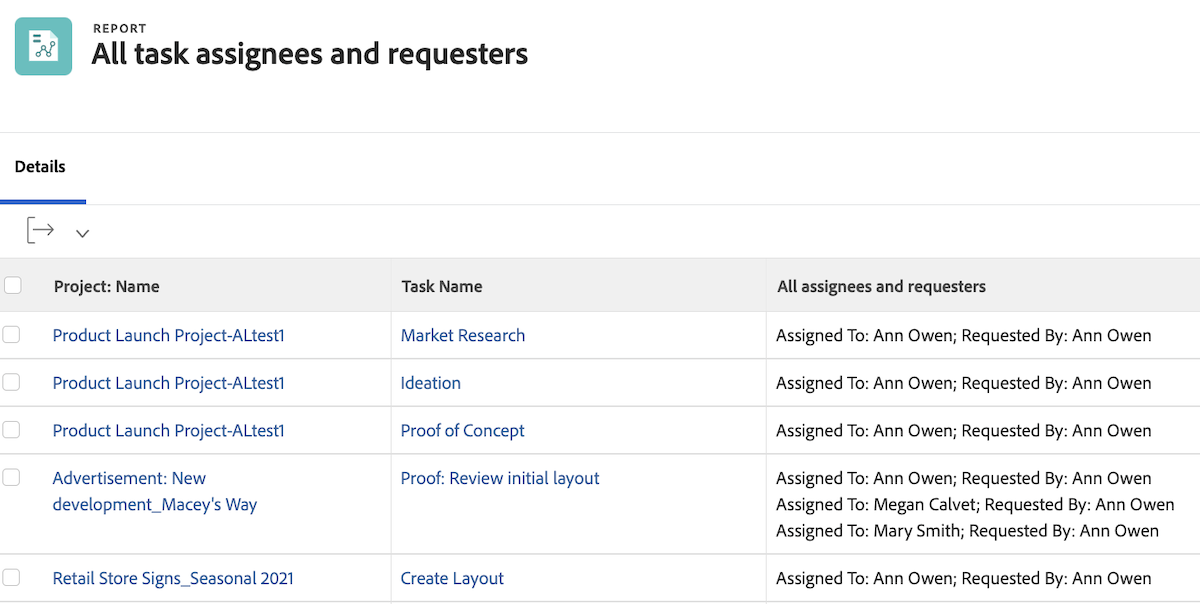 REPORT
All task assignees and requesters
Details
Project: Name Task Name All assignees and requesters
Product Launch Project-ALtest1 Market Research Assigned To: Ann Owen; Requested By: Ann Owen
Product Launch Project-ALtest1 Ideation Assigned To: Ann Owen; Requested By: Ann Owen
Product Launch Project-ALtest1 Proof of Concept Assigned To: Ann Owen; Requested By: Ann Owen
Advertisement: New Proof: Review initial layout Assigned To: Ann Owen; Requested By: Ann Owen
development_Macey's Way Assigned To: Megan Calvet; Requested By: Ann Owen
Assigned To: Mary Smith; Requested By: Ann Owen
Retail Store Signs_Seasonal 2021 Create Layout Assigned To: Ann Owen; Requested By: Ann Owen